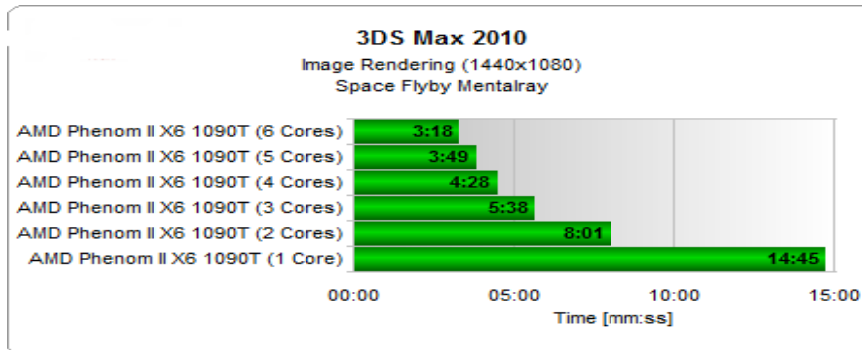 3DS Max 2010
Image Rendering (1440x1080)
Space Flyby Mentalray
AMD Phenom II X6 1090T (6 Cores) 3:18
AMD Phenom II X6 1090T (5 Cores) 3:49
AMD Phenom II X6 1090T (4 Cores) 4:28
AMD Phenom II X6 1090T (3 Cores) 5:38
AMD Phenom II X6 1090T (2 Cores) 8:01
AMD Phenom II X6 1090T (1 Core) 14:45
00:00 05:00 10:00 15:00
Time [mm:ss]